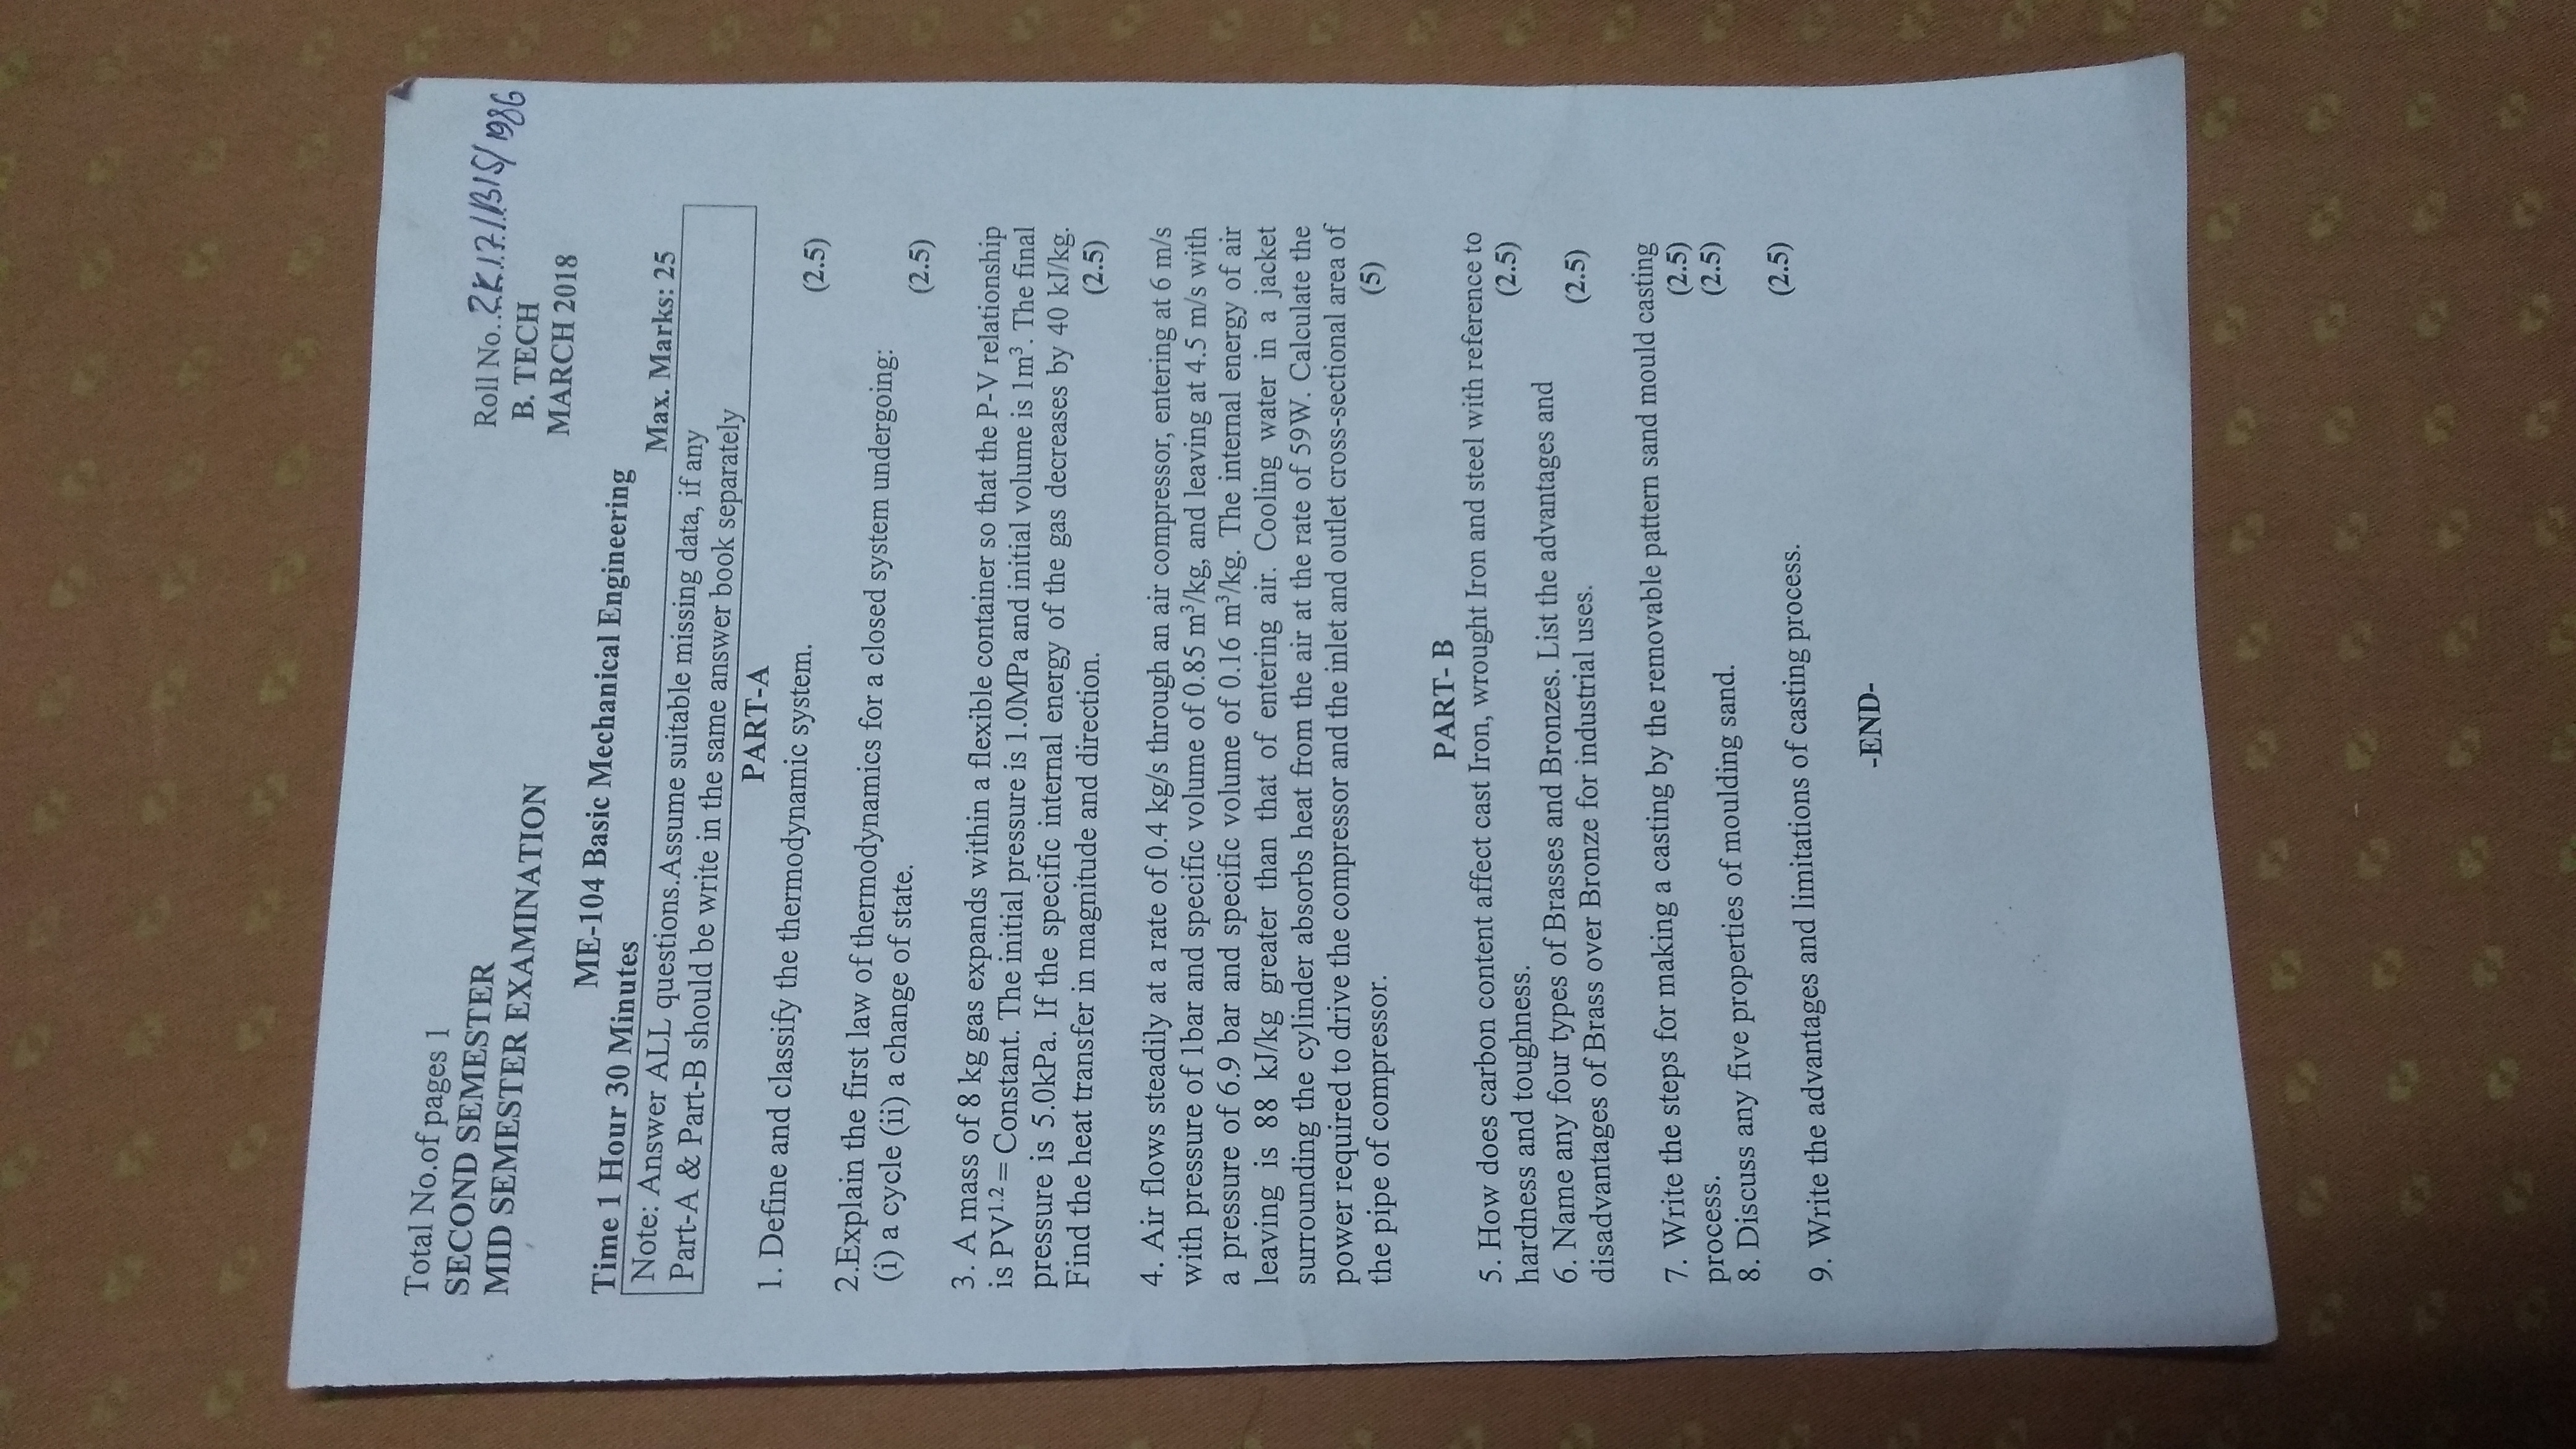 Total No.of pages 1
SECOND SEMESTER
MID SEMESTER EXAMINATION
Roll No..2K17/B15/1986
B. TECH
MARCH 2018
ME-104 Basic Mechanical Engineering
Time 1 Hour 30 Minutes
Max. Marks: 25
Note: Answer ALL questions.Assume suitable missing data, if any
Part-A & Part-B should be write in the same answer book separately
PART-A
1. Define and classify the thermodynamic system.
(2.5)
2.Explain the first law of thermodynamics for a closed system undergoing:
(i) a cycle (ii) a change of state.
(2.5)
3. A mass of 8 kg gas expands within a flexible container so that the P-V relationship
is PV¹·² = Constant. The initial pressure is 1.0MPa and initial volume is 1m³. The final
pressure is 5.0kPa. If the specific internal energy of the gas decreases by 40 kJ/kg.
Find the heat transfer in magnitude and direction. (2.5)
4. Air flows steadily at a rate of 0.4 kg/s through an air compressor, entering at 6 m/s
with pressure of 1bar and specific volume of 0.85 m³/kg, and leaving at 4.5 m/s with
a pressure of 6.9 bar and specific volume of 0.16 m³/kg. The internal energy of air
leaving is 88 kJ/kg greater than that of entering air. Cooling water in a jacket
surrounding the cylinder absorbs heat from the air at the rate of 59W. Calculate the
power required to drive the compressor and the inlet and outlet cross-sectional area of
the pipe of compressor. (5)
PART- B
5. How does carbon content affect cast Iron, wrought Iron and steel with reference to
hardness and toughness. (2.5)
6. Name any four types of Brasses and Bronzes. List the advantages and
disadvantages of Brass over Bronze for industrial uses. (2.5)
7. Write the steps for making a casting by the removable pattern sand mould casting
process. (2.5)
8. Discuss any five properties of moulding sand. (2.5)
9. Write the advantages and limitations of casting process. (2.5)
-END-